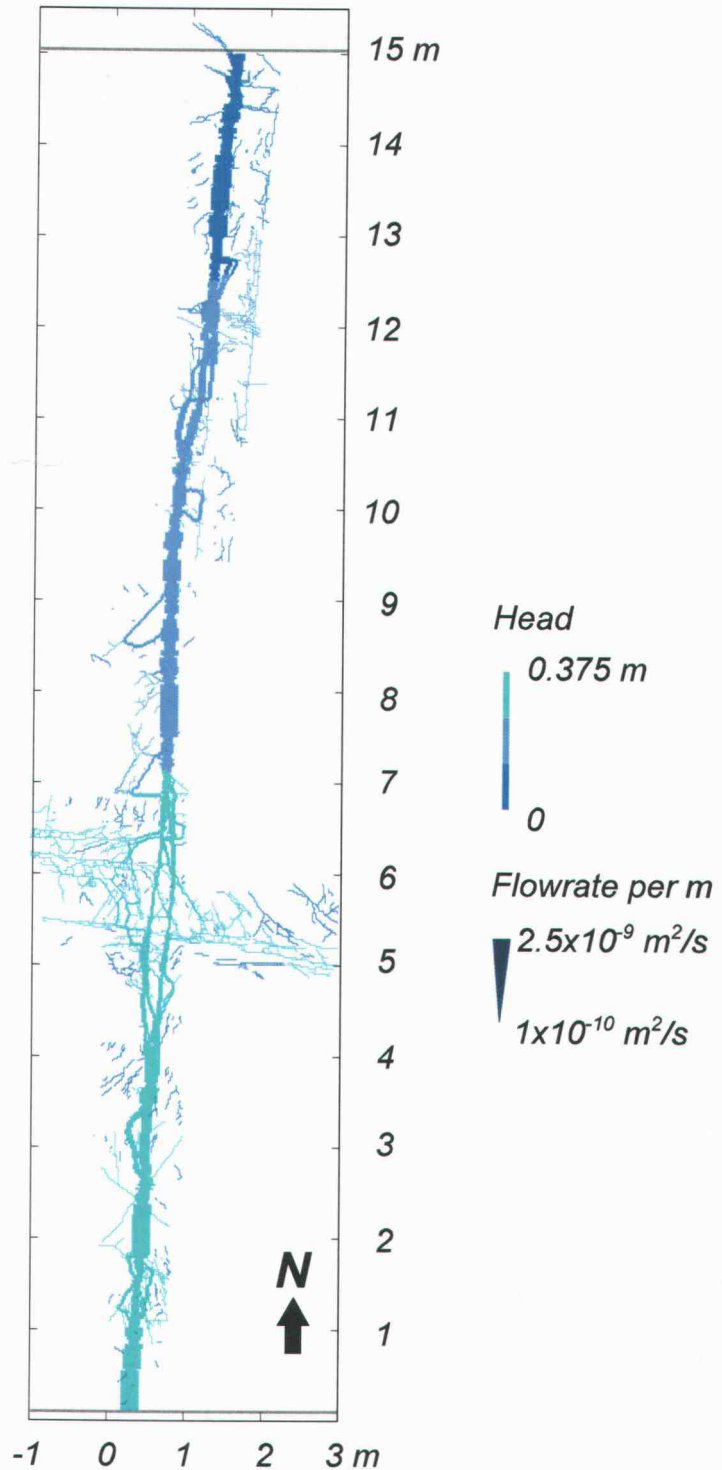 15 m
14
13
12
11
10
9
8
7
6
5
4
3
2
1
-1 0 1 2 3 m
N
Head
0.375 m
0
Flowrate per m
2.5x10⁻⁹ m²/s
1x10⁻¹⁰ m²/s